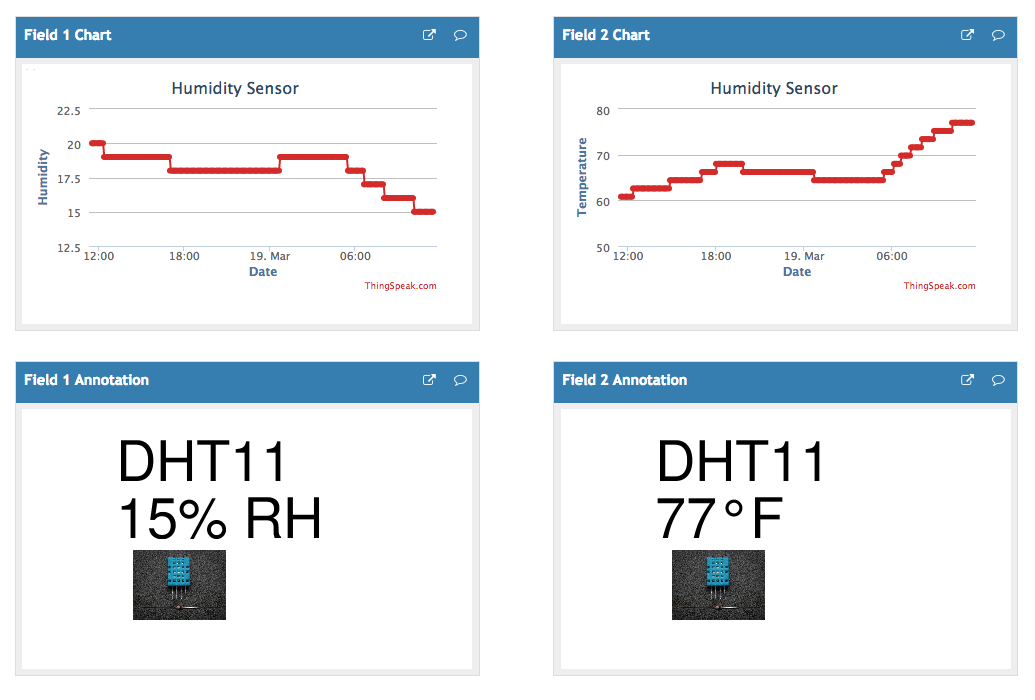 Field 1 Chart
Humidity Sensor
Humidity
22.5
20
17.5
15
12.5
12:00 18:00 19. Mar 06:00
Date
ThingSpeak.com
Field 2 Chart
Humidity Sensor
Temperature
80
70
60
50
12:00 18:00 19. Mar 06:00
Date
ThingSpeak.com
Field 1 Annotation
DHT11
15% RH
Field 2 Annotation
DHT11
77°F